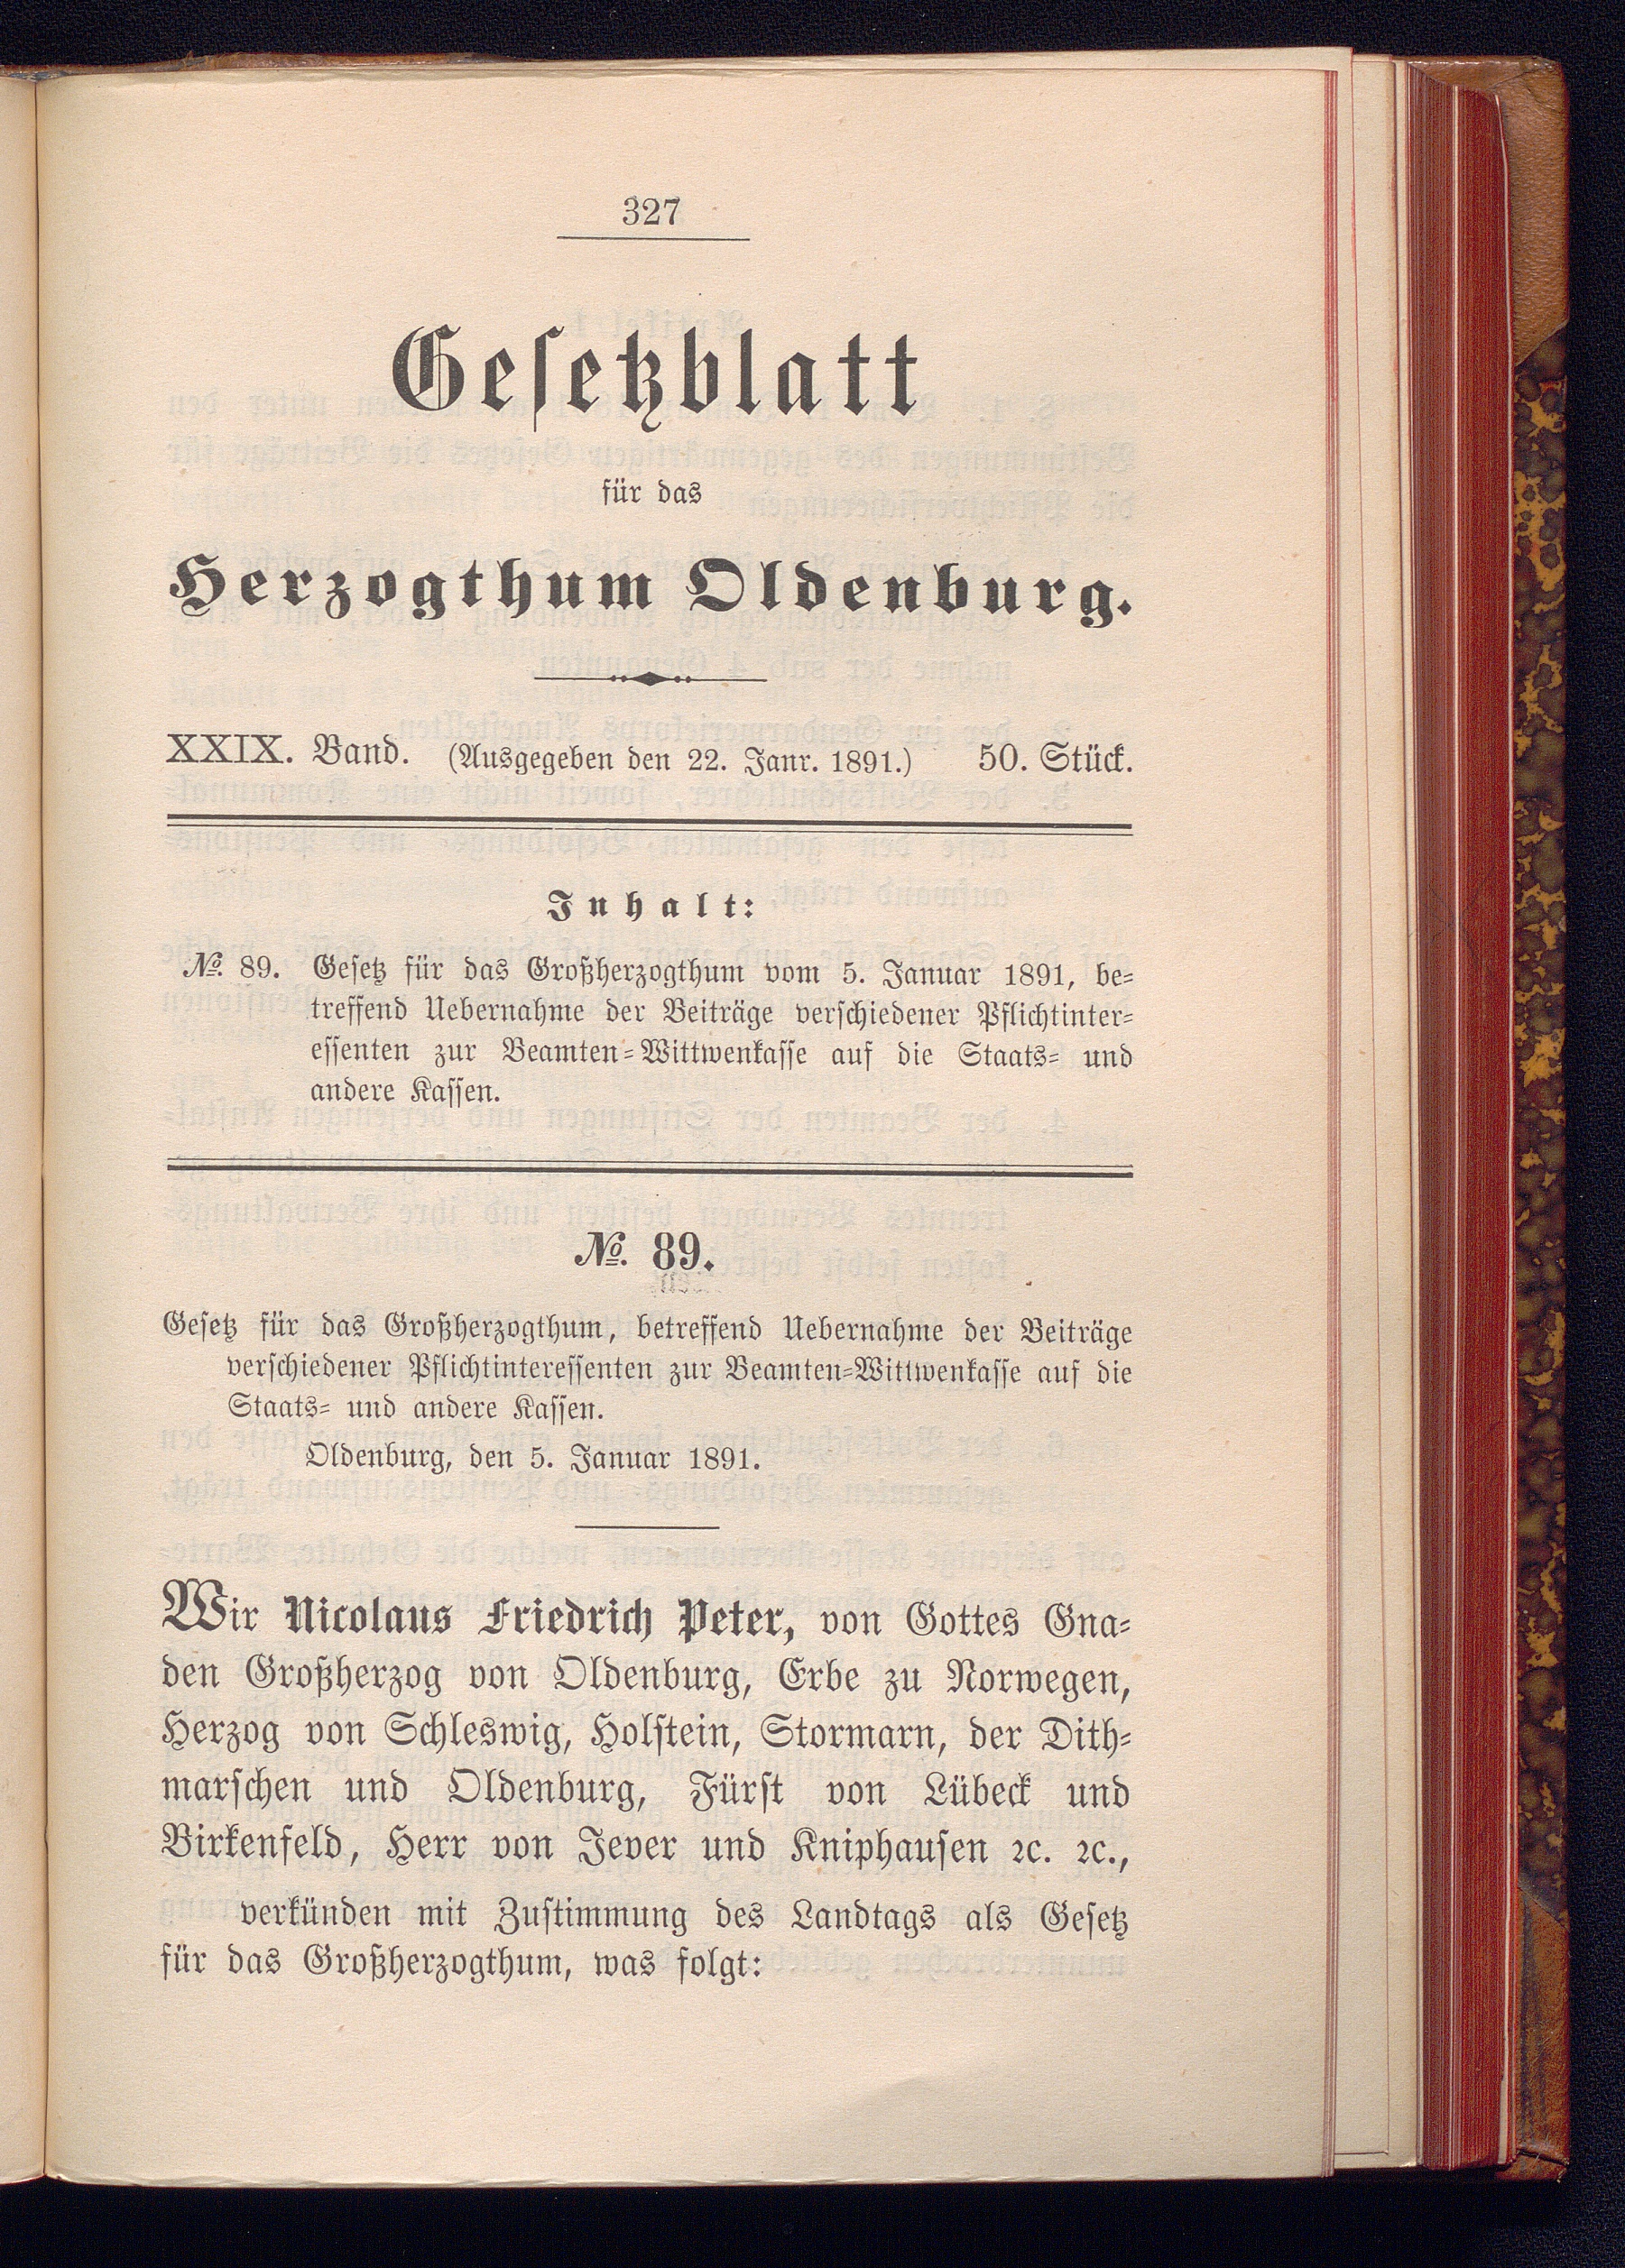 327
Gesetzblatt
für das
Herzogthum Oldenburg.
XXIX. Band. (Ausgegeben den 22. Janr. 1891.) 50. Stück.
Inhalt:
№. 89. Gesetz für das Großherzogthum vom 5. Januar 1891, be-
treffend Uebernahme der Beiträge verschiedener Pflichtinter-
essenten zur Beamten-Wittwenkasse auf die Staats- und
andere Kassen.
№. 89.
Gesetz für das Großherzogthum, betreffend Uebernahme der Beiträge
verschiedener Pflichtinteressenten zur Beamten-Wittwenkasse auf die
Staats- und andere Kassen.
Oldenburg, den 5. Januar 1891.
Wir Nicolaus Friedrich Peter, von Gottes Gna-
den Großherzog von Oldenburg, Erbe zu Norwegen,
Herzog von Schleswig, Holstein, Stormarn, der Dith-
marschen und Oldenburg, Fürst von Lübeck und
Birkenfeld, Herr von Jever und Kniphausen ꝛc. ꝛc.,
verkünden mit Zustimmung des Landtags als Gesetz
für das Großherzogthum, was folgt: